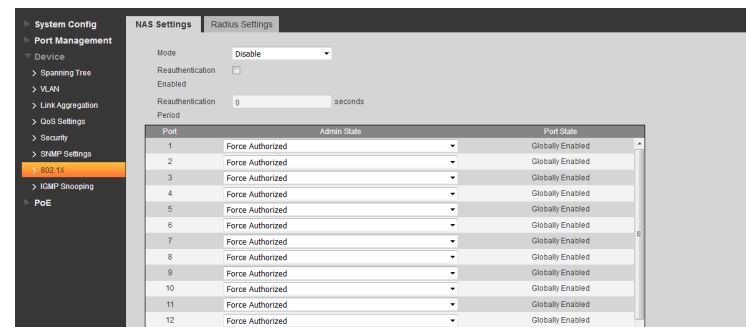 System Config
Port Management
Device
Spanning Tree
VLAN
Link Aggregation
QoS Settings
Security
SNMP Settings
802.1X
IGMP Snooping
PoE
NAS Settings Radius Settings
Mode Disable
Reauthentication
Enabled
Reauthentication 0 seconds
Period
Port Admin State Port State
1 Force Authorized Globally Enabled
2 Force Authorized Globally Enabled
3 Force Authorized Globally Enabled
4 Force Authorized Globally Enabled
5 Force Authorized Globally Enabled
6 Force Authorized Globally Enabled
7 Force Authorized Globally Enabled
8 Force Authorized Globally Enabled
9 Force Authorized Globally Enabled
10 Force Authorized Globally Enabled
11 Force Authorized Globally Enabled
12 Force Authorized Globally Enabled